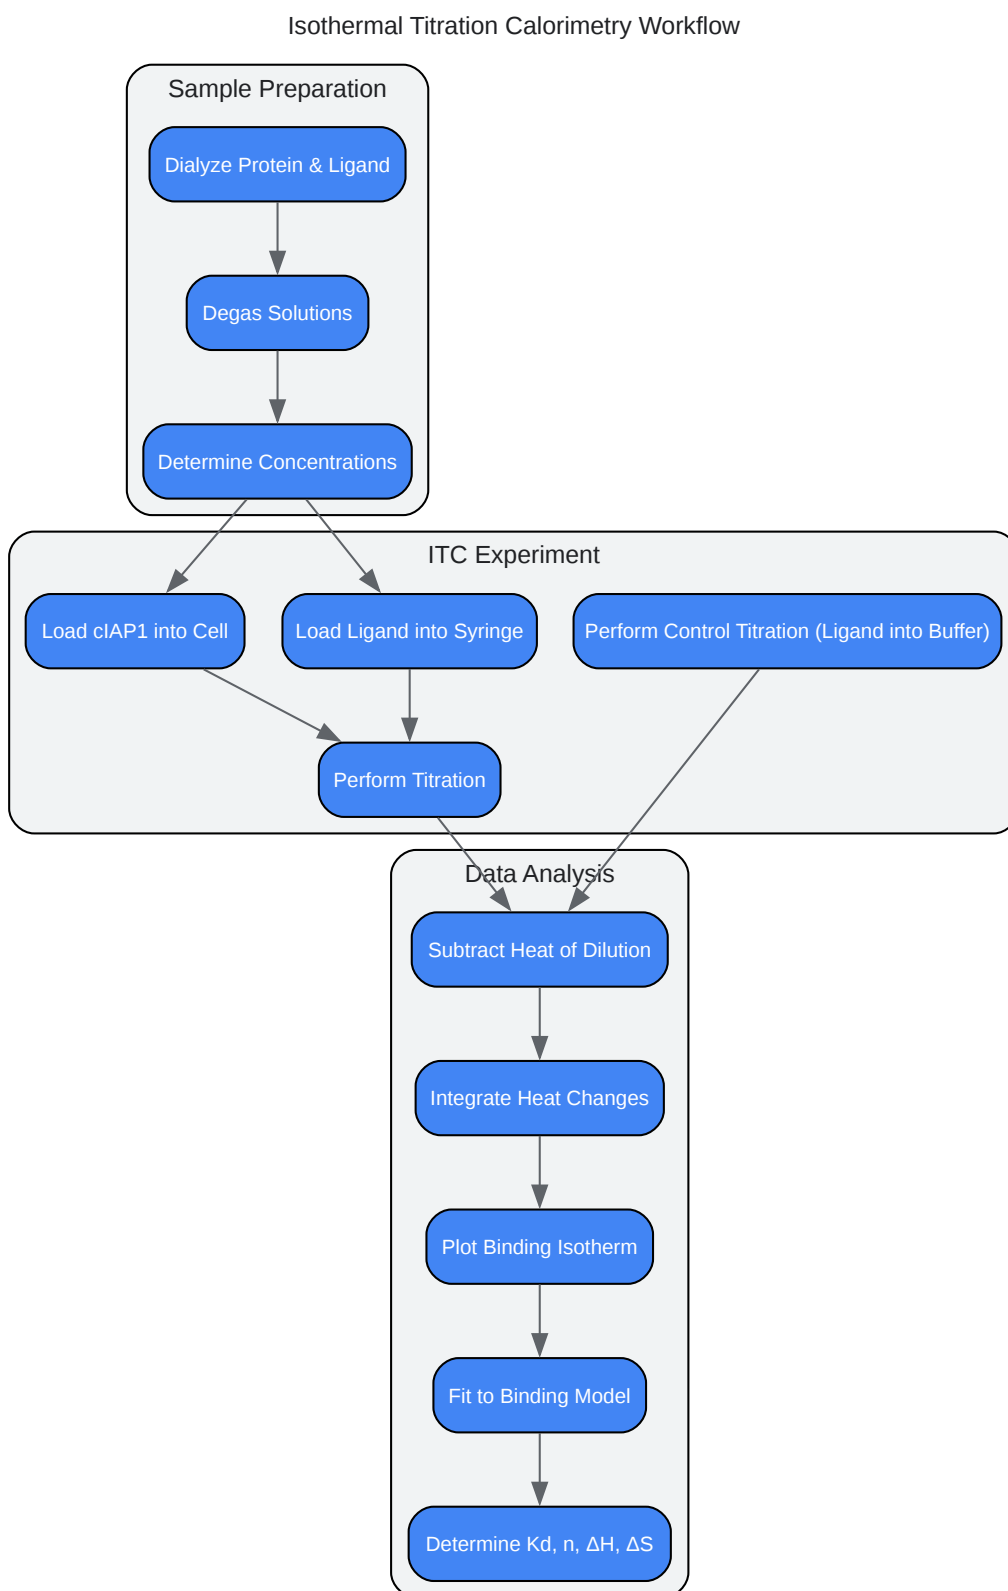 Isothermal Titration Calorimetry Workflow
Sample Preparation
Dialyze Protein & Ligand
Degas Solutions
Determine Concentrations
ITC Experiment
Load cIAP1 into Cell
Load Ligand into Syringe
Perform Control Titration (Ligand into Buffer)
Perform Titration
Data Analysis
Subtract Heat of Dilution
Integrate Heat Changes
Plot Binding Isotherm
Fit to Binding Model
Determine Kd, n, ΔH, ΔS